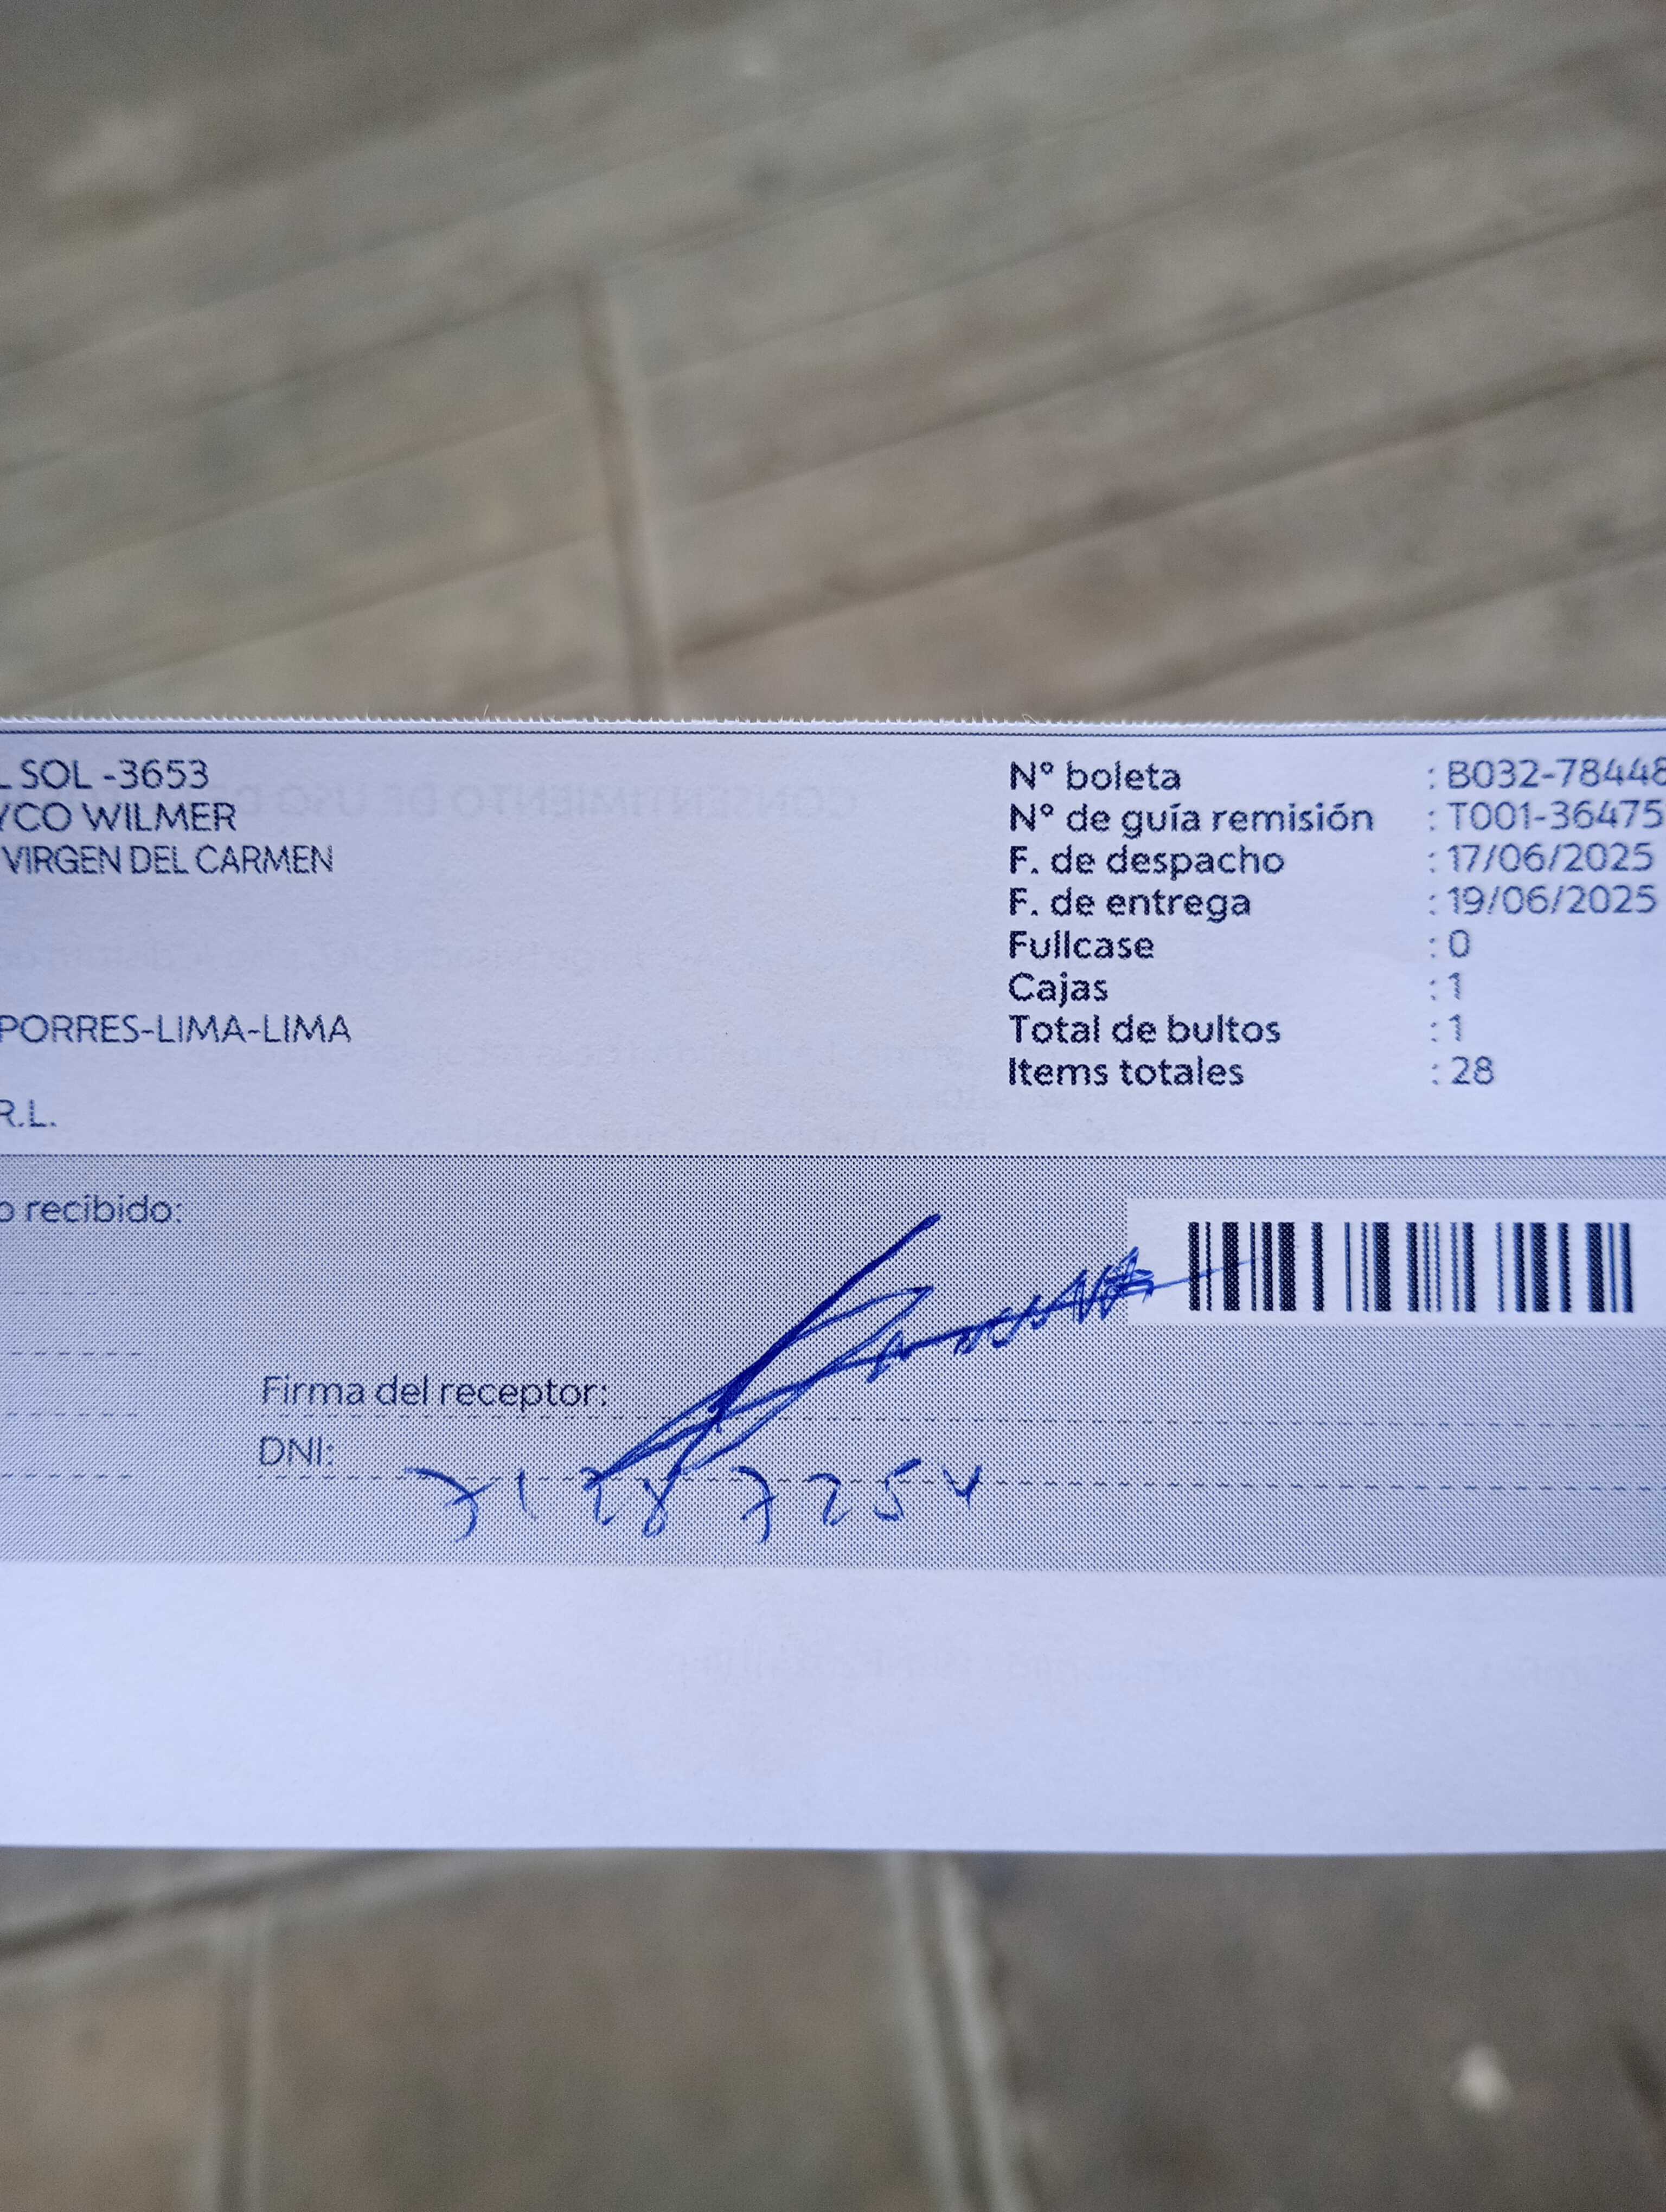 L SOL -3653
YCO WILMER
VIRGEN DEL CARMEN
PORRES-LIMA-LIMA
R.L.
N° boleta : B032-78448
N° de guía remisión : T001-36475
F. de despacho : 17/06/2025
F. de entrega : 19/06/2025
Fullcase : 0
Cajas : 1
Total de bultos : 1
Items totales : 28
o recibido:
Firma del receptor:
DNI:
71287254